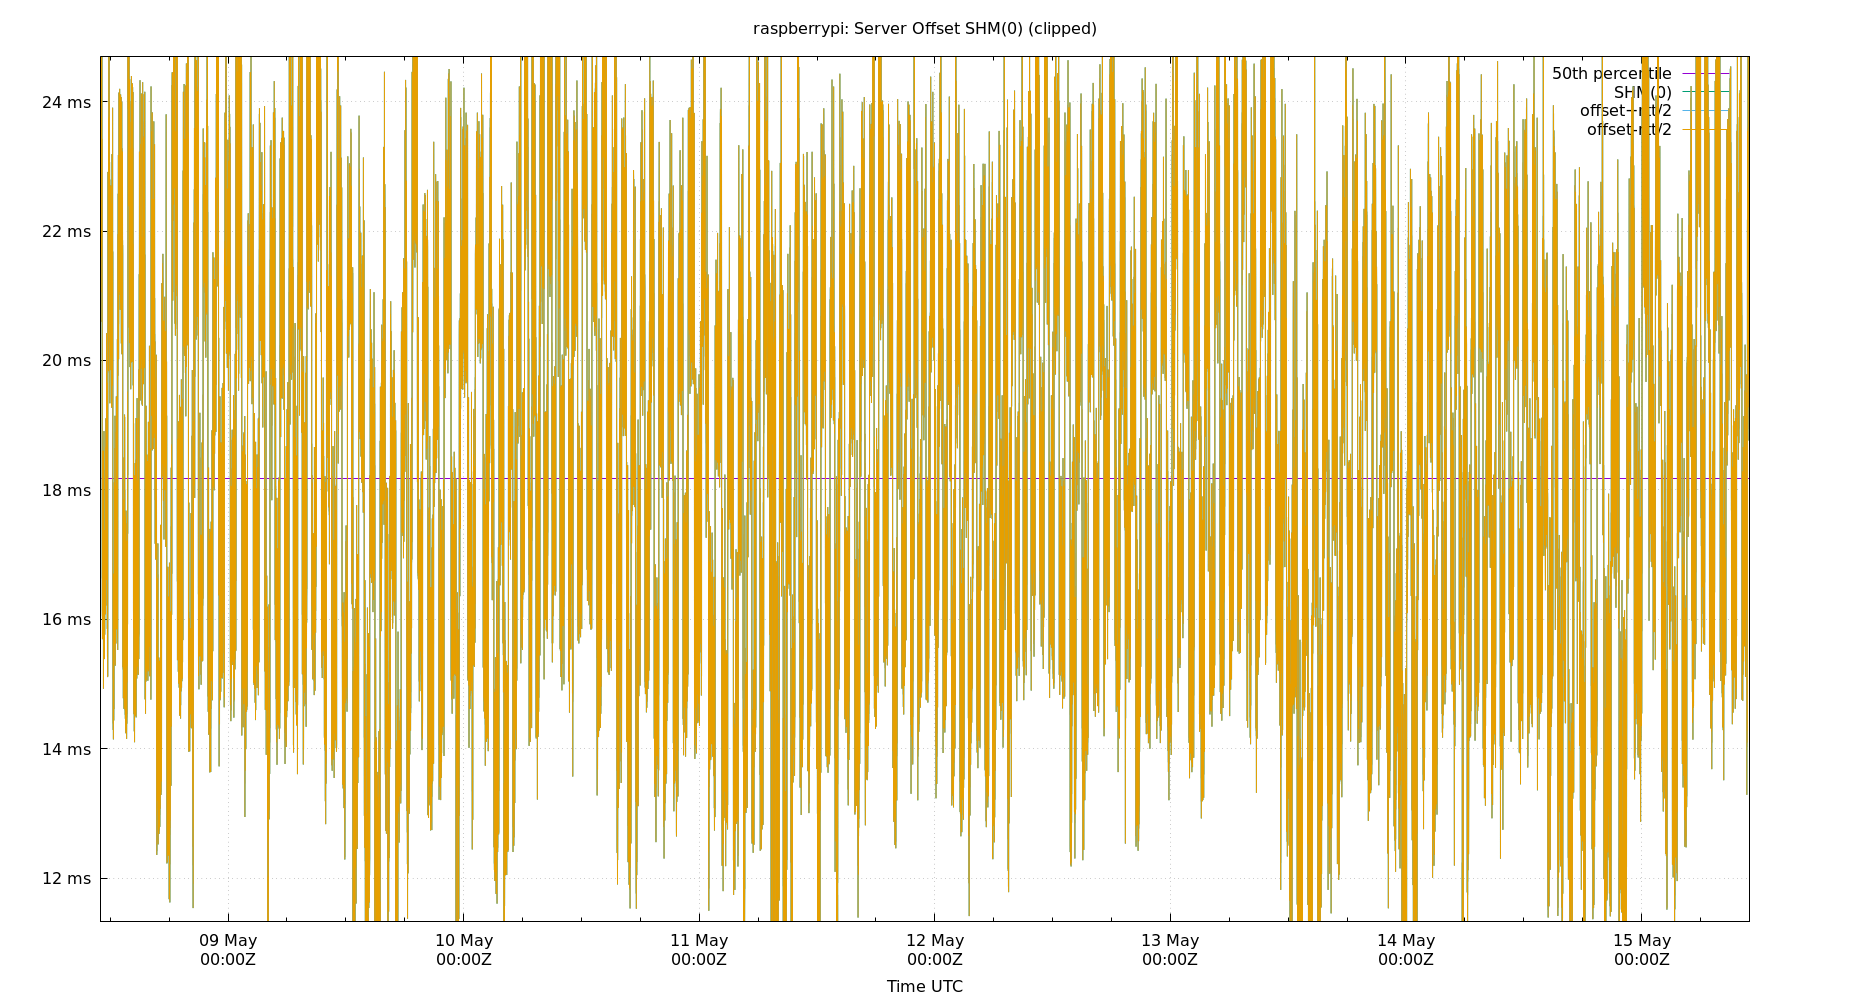 raspberrypi: Server Offset SHM(0) (clipped)
50th percentile
SHM(0)
offset+rtt/2
offset-rtt/2
24 ms
22 ms
20 ms
18 ms
16 ms
14 ms
12 ms
09 May 10 May 11 May 12 May 13 May 14 May 15 May
00:00Z 00:00Z 00:00Z 00:00Z 00:00Z 00:00Z 00:00Z
Time UTC